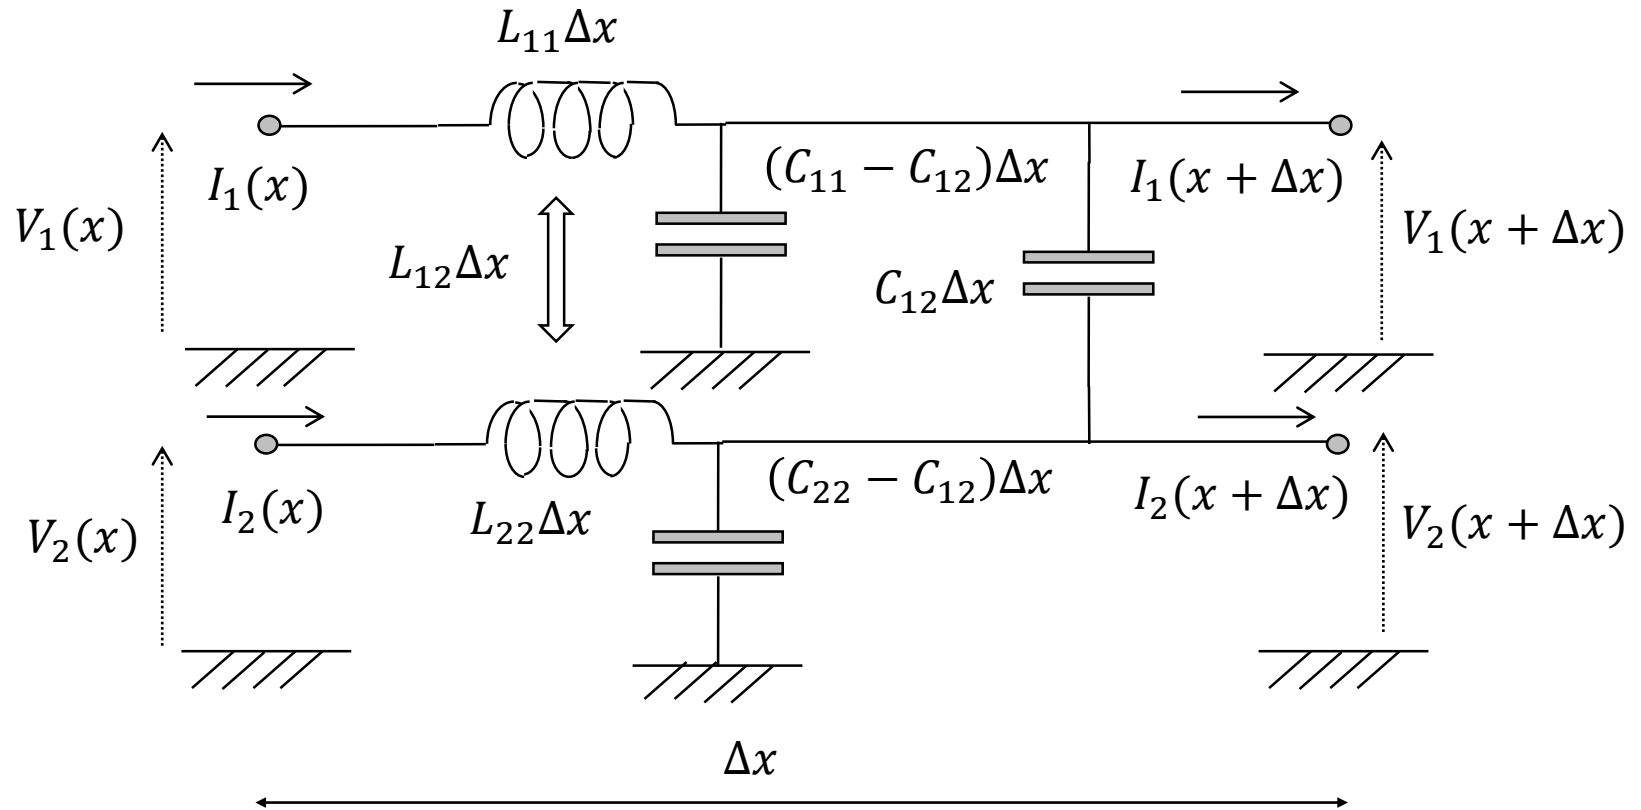 L₁₁Δx
(C₁₁ − C₁₂)Δx
I₁(x)
I₁(x + Δx)
V₁(x)
V₁(x + Δx)
L₁₂Δx
C₁₂Δx
(C₂₂ − C₁₂)Δx
I₂(x)
L₂₂Δx
I₂(x + Δx)
V₂(x)
V₂(x + Δx)
Δx